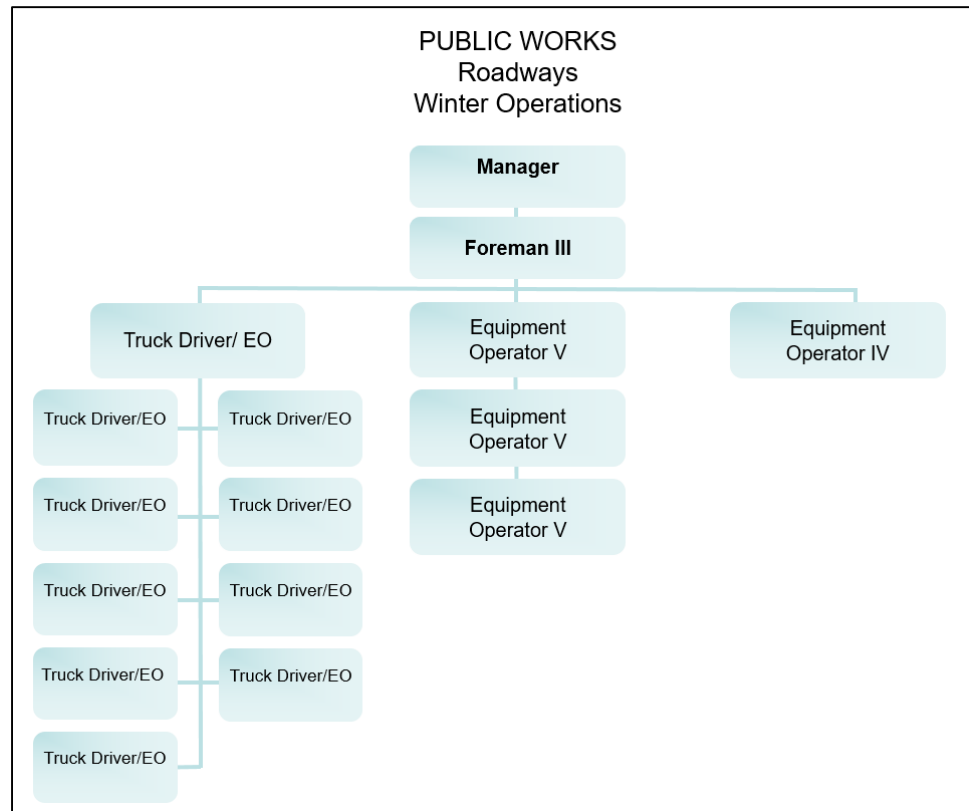 PUBLIC WORKS
Roadways
Winter Operations
Manager
Foreman III
Truck Driver/ EO
Equipment
Operator V
Equipment
Operator IV
Truck Driver/EO
Truck Driver/EO
Equipment
Operator V
Truck Driver/EO
Truck Driver/EO
Equipment
Operator V
Truck Driver/EO
Truck Driver/EO
Truck Driver/EO
Truck Driver/EO
Truck Driver/EO